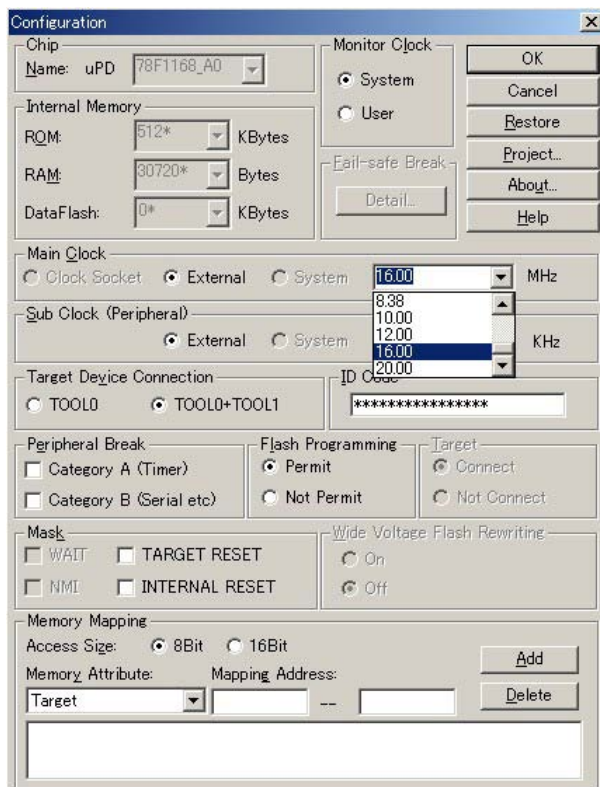 Configuration
Chip
Name: uPD 78F1168_A0
Monitor Clock
System
User
OK
Cancel
Restore
Project...
About...
Help
Internal Memory
ROM: 512* KBytes
RAM: 30720* Bytes
DataFlash: 0* KBytes
Fail-safe Break
Detail...
Main Clock
Clock Socket External System 16.00 MHz
8.38
10.00
12.00
16.00
20.00
Sub Clock (Peripheral)
External System KHz
Target Device Connection
TOOL0 TOOL0+TOOL1
ID Code
****************
Peripheral Break
Category A (Timer)
Category B (Serial etc)
Flash Programming
Permit
Not Permit
Target
Connect
Not Connect
Mask
WAIT TARGET RESET
NMI INTERNAL RESET
Wide Voltage Flash Rewriting
On
Off
Memory Mapping
Access Size: 8Bit 16Bit
Memory Attribute: Mapping Address:
Target --
Add
Delete